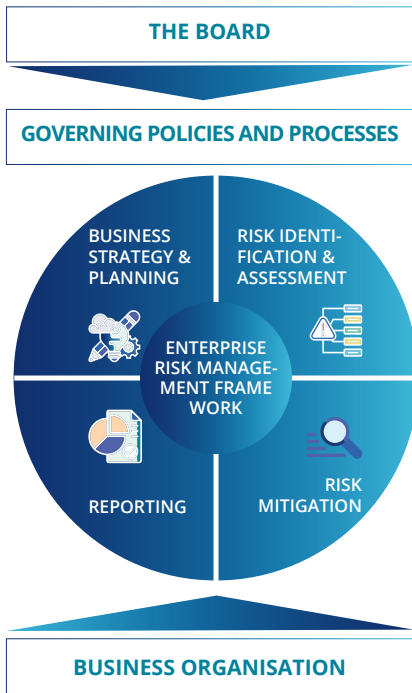 THE BOARD
GOVERNING POLICIES AND PROCESSES
BUSINESS
STRATEGY &
PLANNING
RISK IDENTI-
FICATION &
ASSESSMENT
ENTERPRISE
RISK MANAGE-
MENT FRAME
WORK
REPORTING
RISK
MITIGATION
BUSINESS ORGANISATION